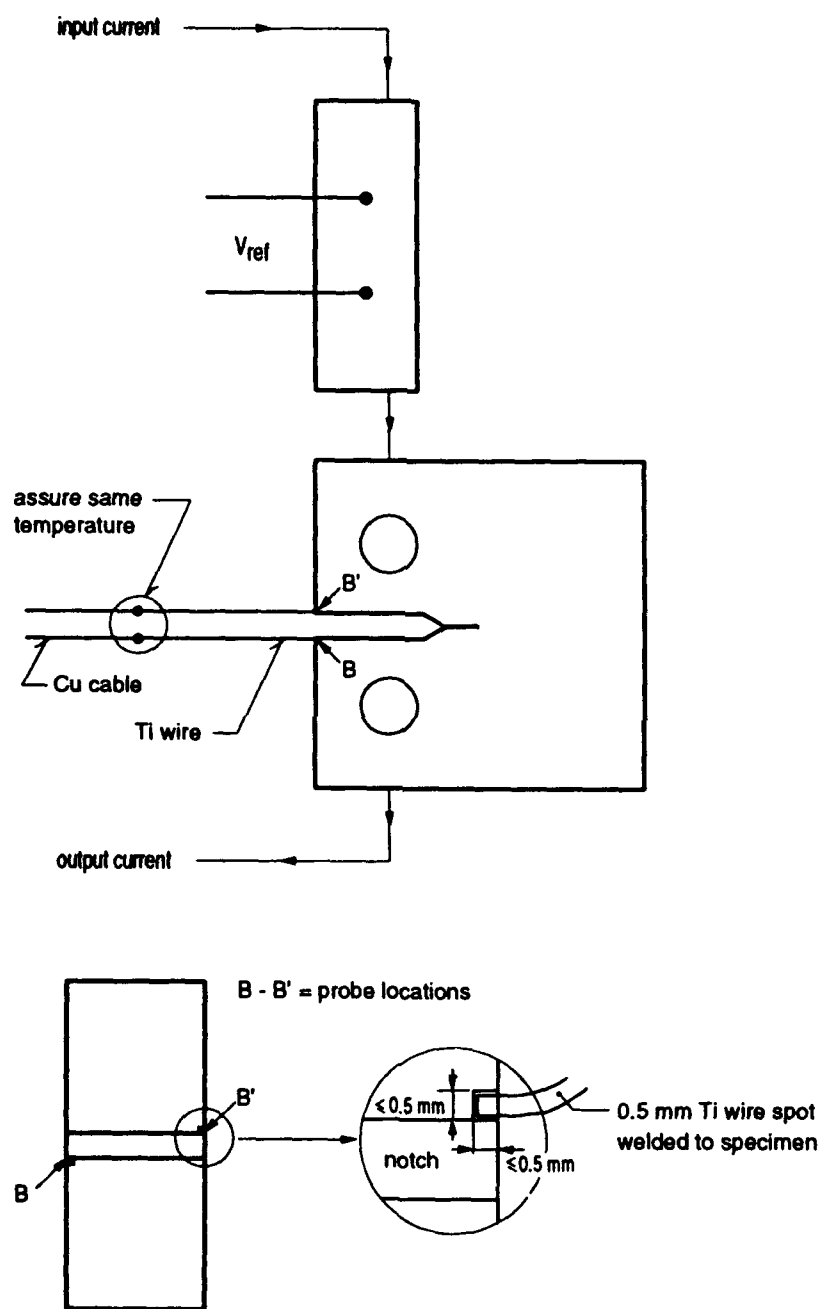 input current
Vref
assure same
temperature
B'
B
Cu cable
Ti wire
output current
B - B' = probe locations
B'
⩽ 0.5 mm
0.5 mm Ti wire spot
welded to specimen
notch
⩽0.5 mm
B